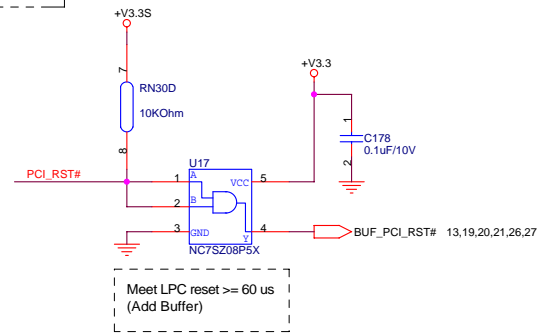 +V3.3S
+V3.3
7
RN30D
10KOhm
8
1
C178
0.1uF/10V
2
U17
PCI_RST#
1
A
VCC
5
2
B
3
GND
Y
4
BUF_PCI_RST# 13,19,20,21,26,27
NC7SZ08P5X
Meet LPC reset >= 60 us
(Add Buffer)